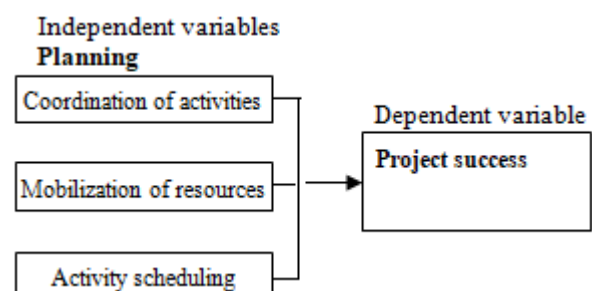 Independent variables
Planning
Coordination of activities
Dependent variable
Project success
Mobilization of resources
Activity scheduling